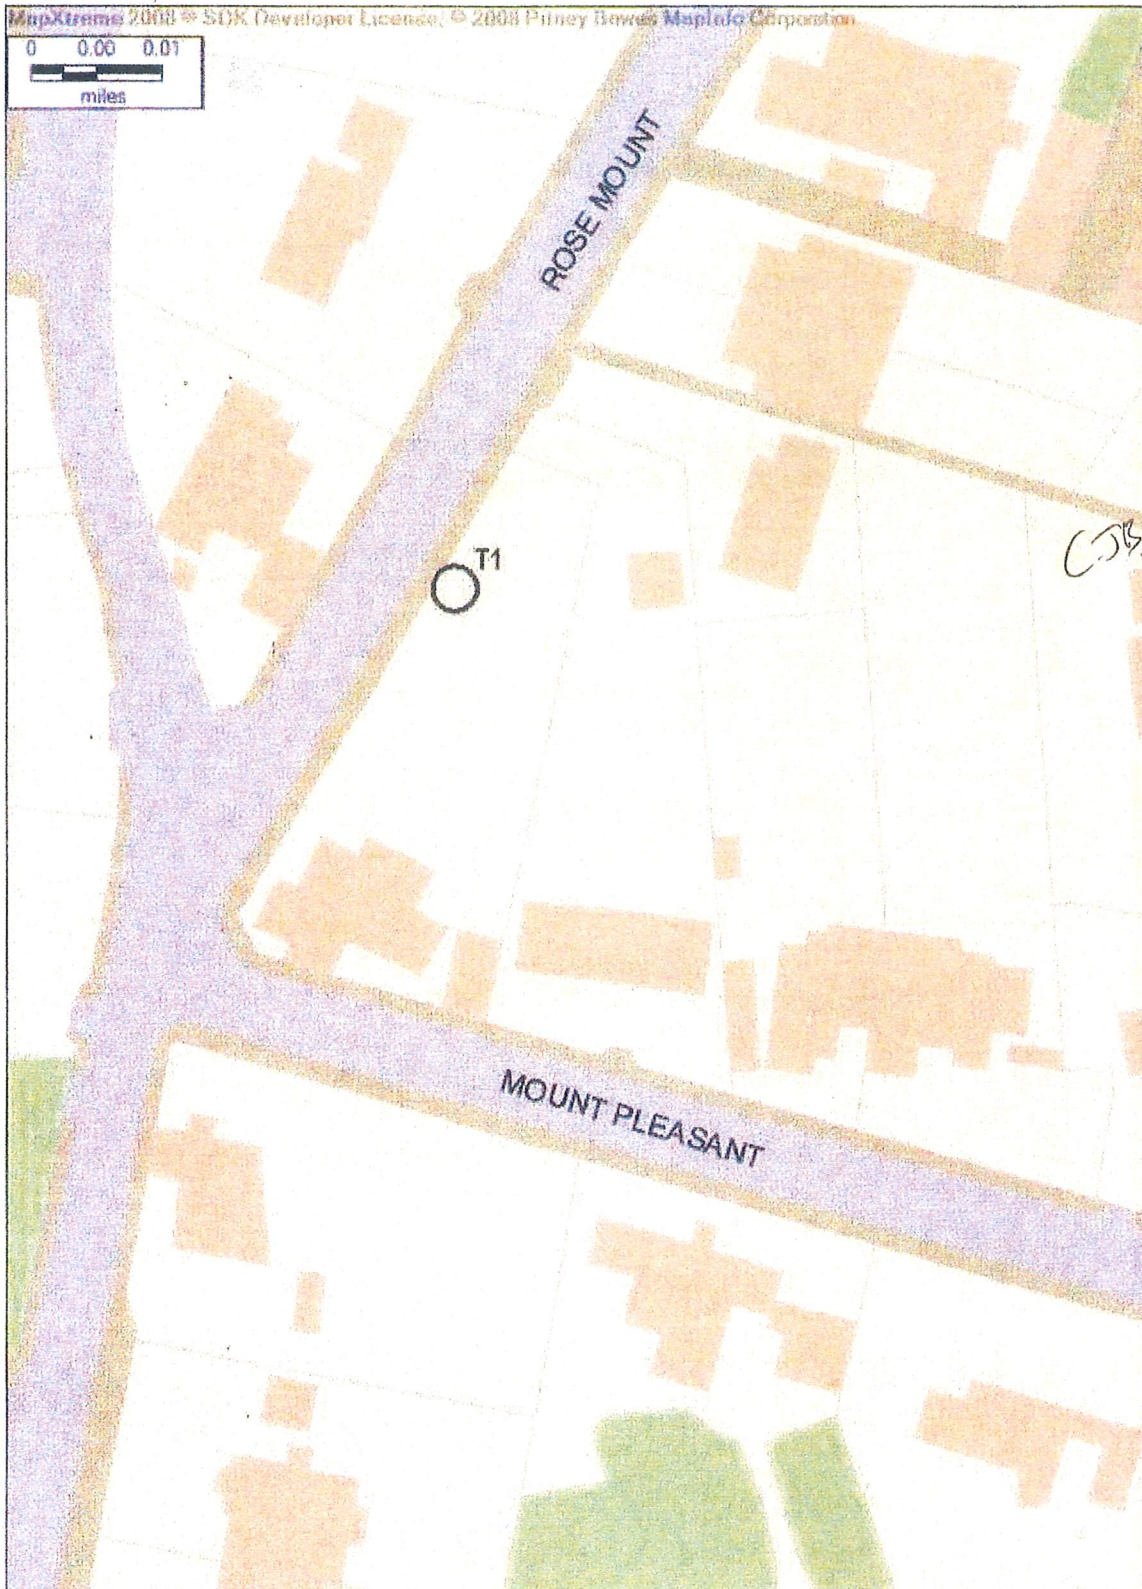 MapXtreme 2008 ® SDK Developer License. © 2008 Pitney Bowes MapInfo Corporation.
0 0.00 0.01
miles
ROSE MOUNT
T1
CJB
MOUNT PLEASANT